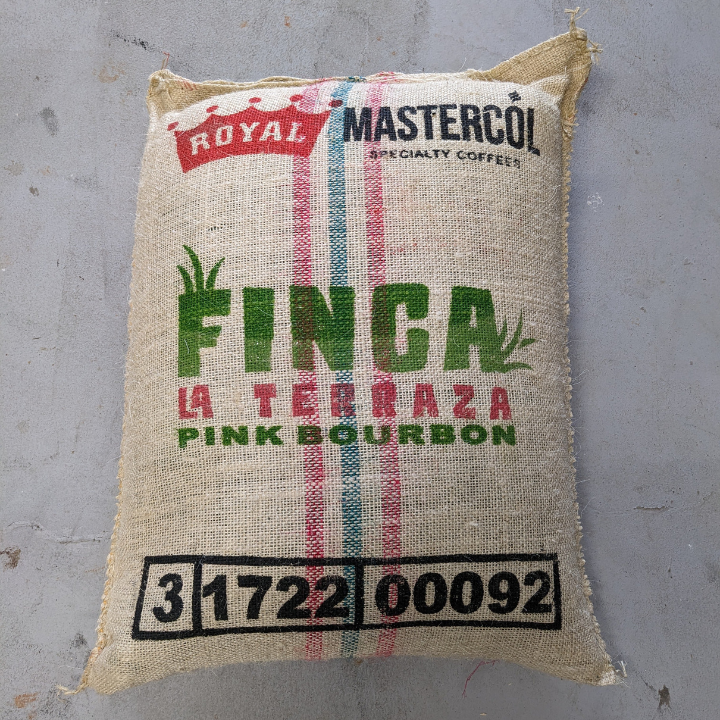 ROYAL MASTERCOL
SPECIALTY COFFEES
FINCA
LA TERRAZA
PINK BOURBON
3 1722 00092